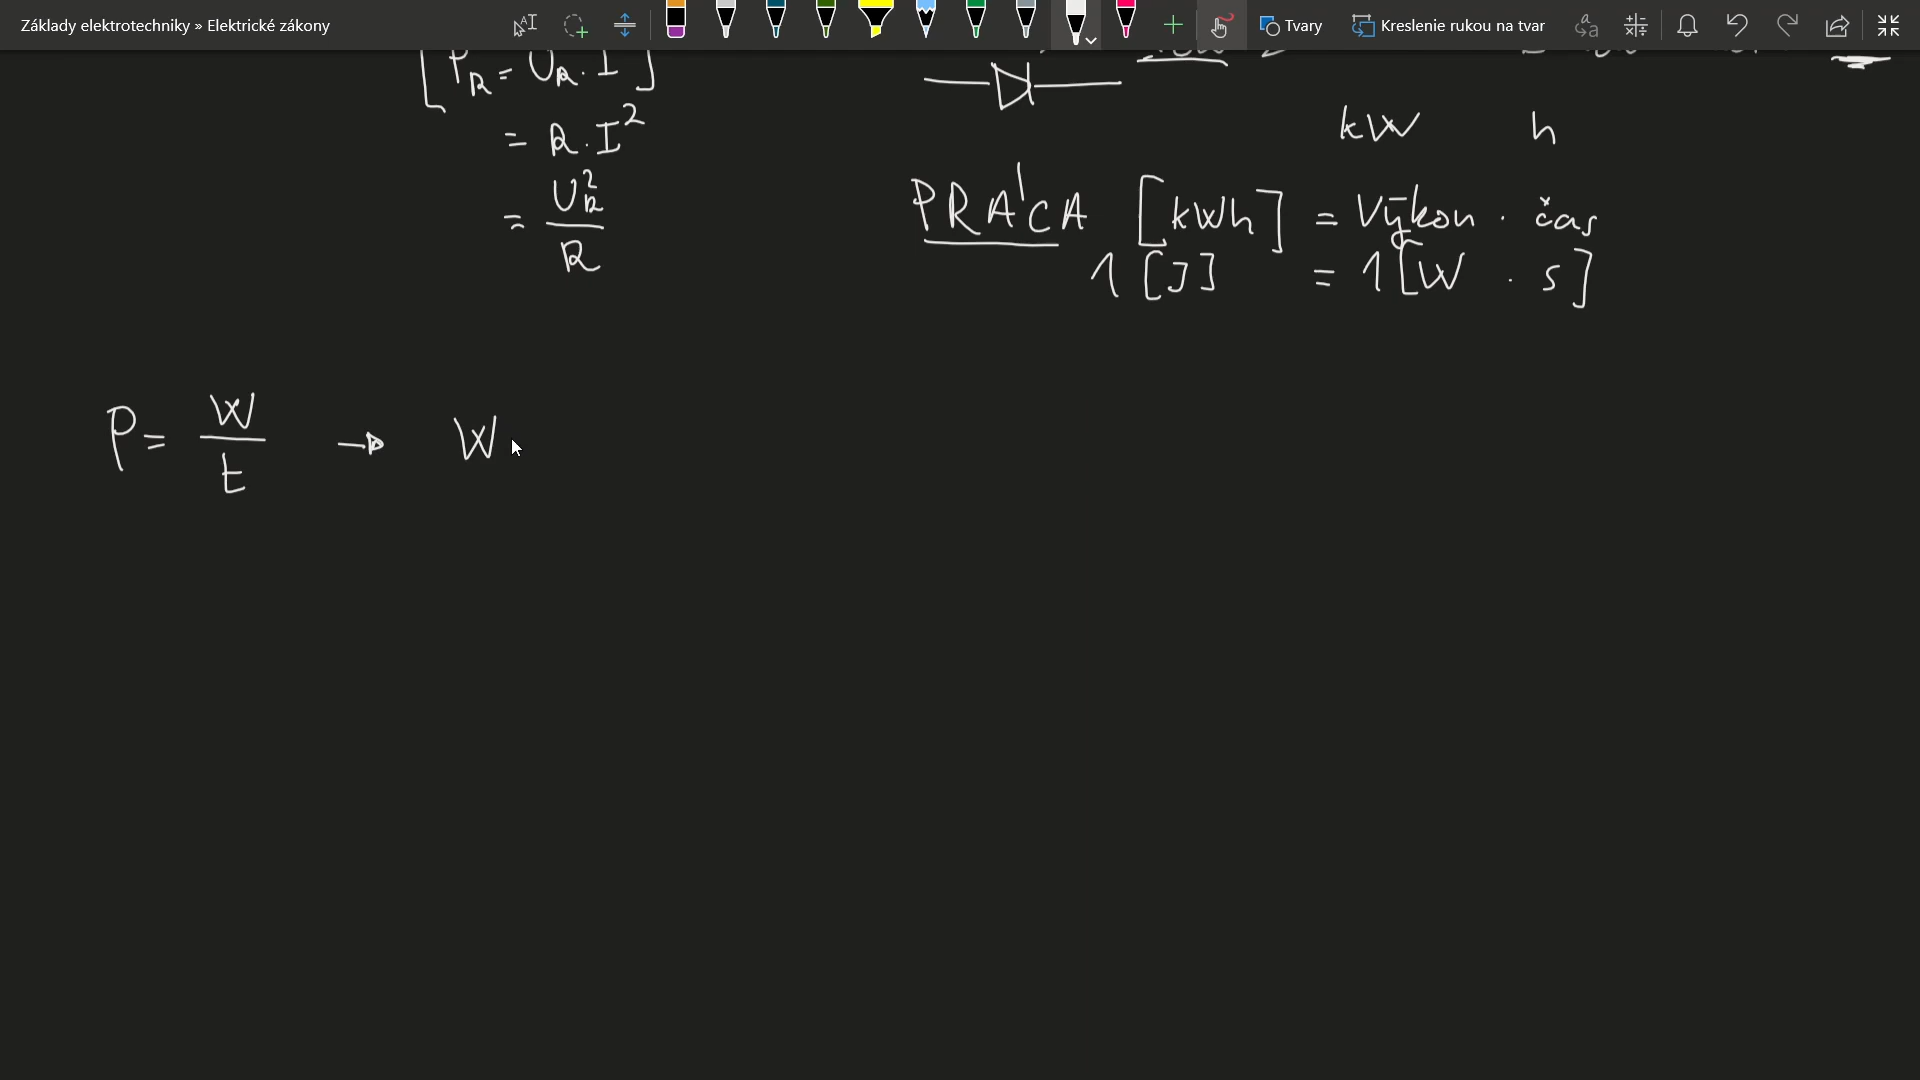 Základy elektrotechniky » Elektrické zákony
Tvary
Kreslenie rukou na tvar
[P_R = U_R . I]
= R . I²
= U_R² / R
kW h
PRÁCA [kWh] = Výkon . čas
1 [J] = 1 [W . s]
P = W / t → W